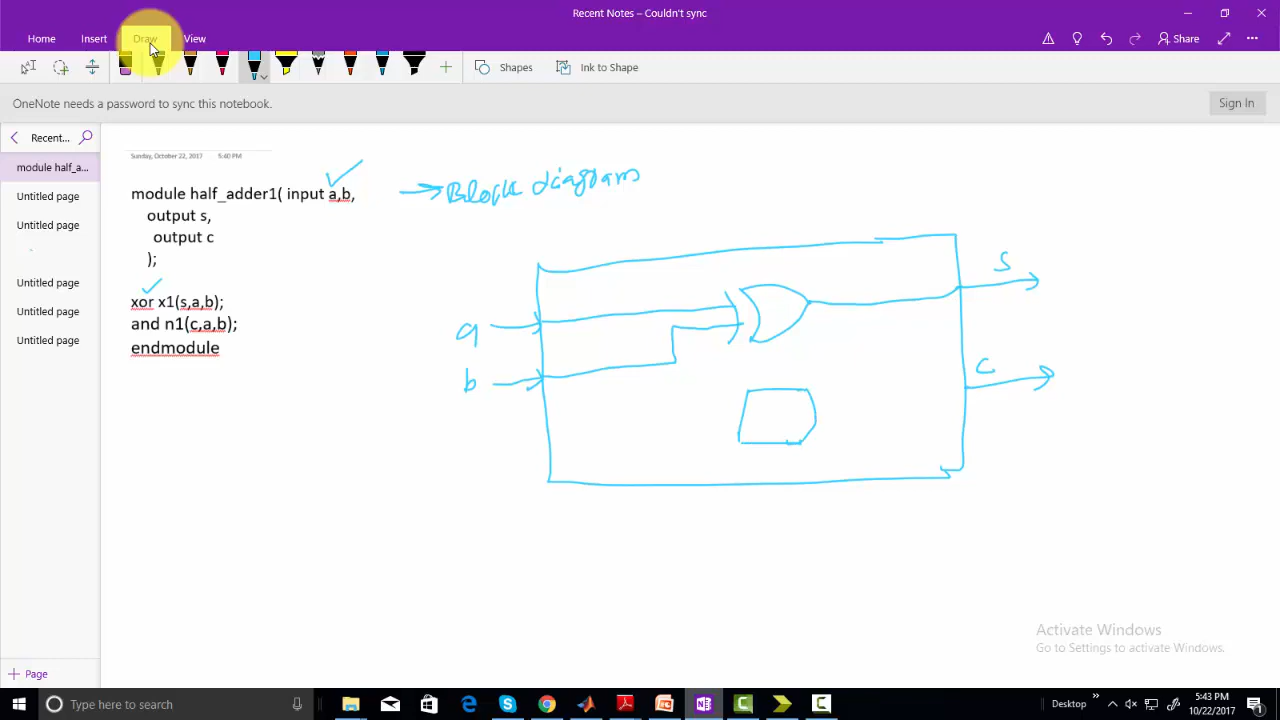 Recent Notes – Couldn't sync
Home Insert Draw View
Share
Shapes Ink to Shape
OneNote needs a password to sync this notebook.
Sign In
Recent...
module half_a...
Untitled page
Untitled page
Untitled page
Untitled page
Untitled page
Page
Sunday, October 22, 2017 5:40 PM
module half_adder1( input a,b,
output s,
output c
);
xor x1(s,a,b);
and n1(c,a,b);
endmodule
Block diagram
a
b
S
C
Activate Windows
Go to Settings to activate Windows.
Type here to search
Desktop
5:43 PM
10/22/2017